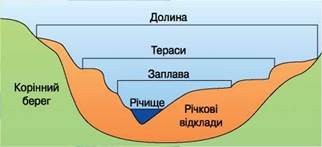 Долина
Тераси
Заплава
Корінний
берег
Річище
Річкові
відклади